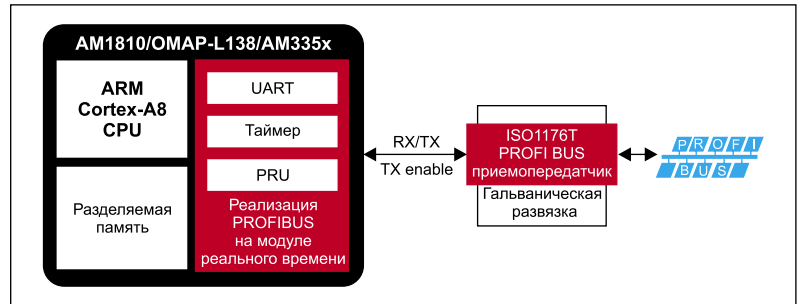 AM1810/OMAP-L138/AM335x
ARM
Cortex-A8
CPU
Разделяемая
память
UART
Таймер
PRU
Реализация
PROFIBUS
на модуле
реального времени
RX/TX
TX enable
ISO1176T
PROFI BUS
приемопередатчик
Гальваническая
развязка
PROFI
BUS